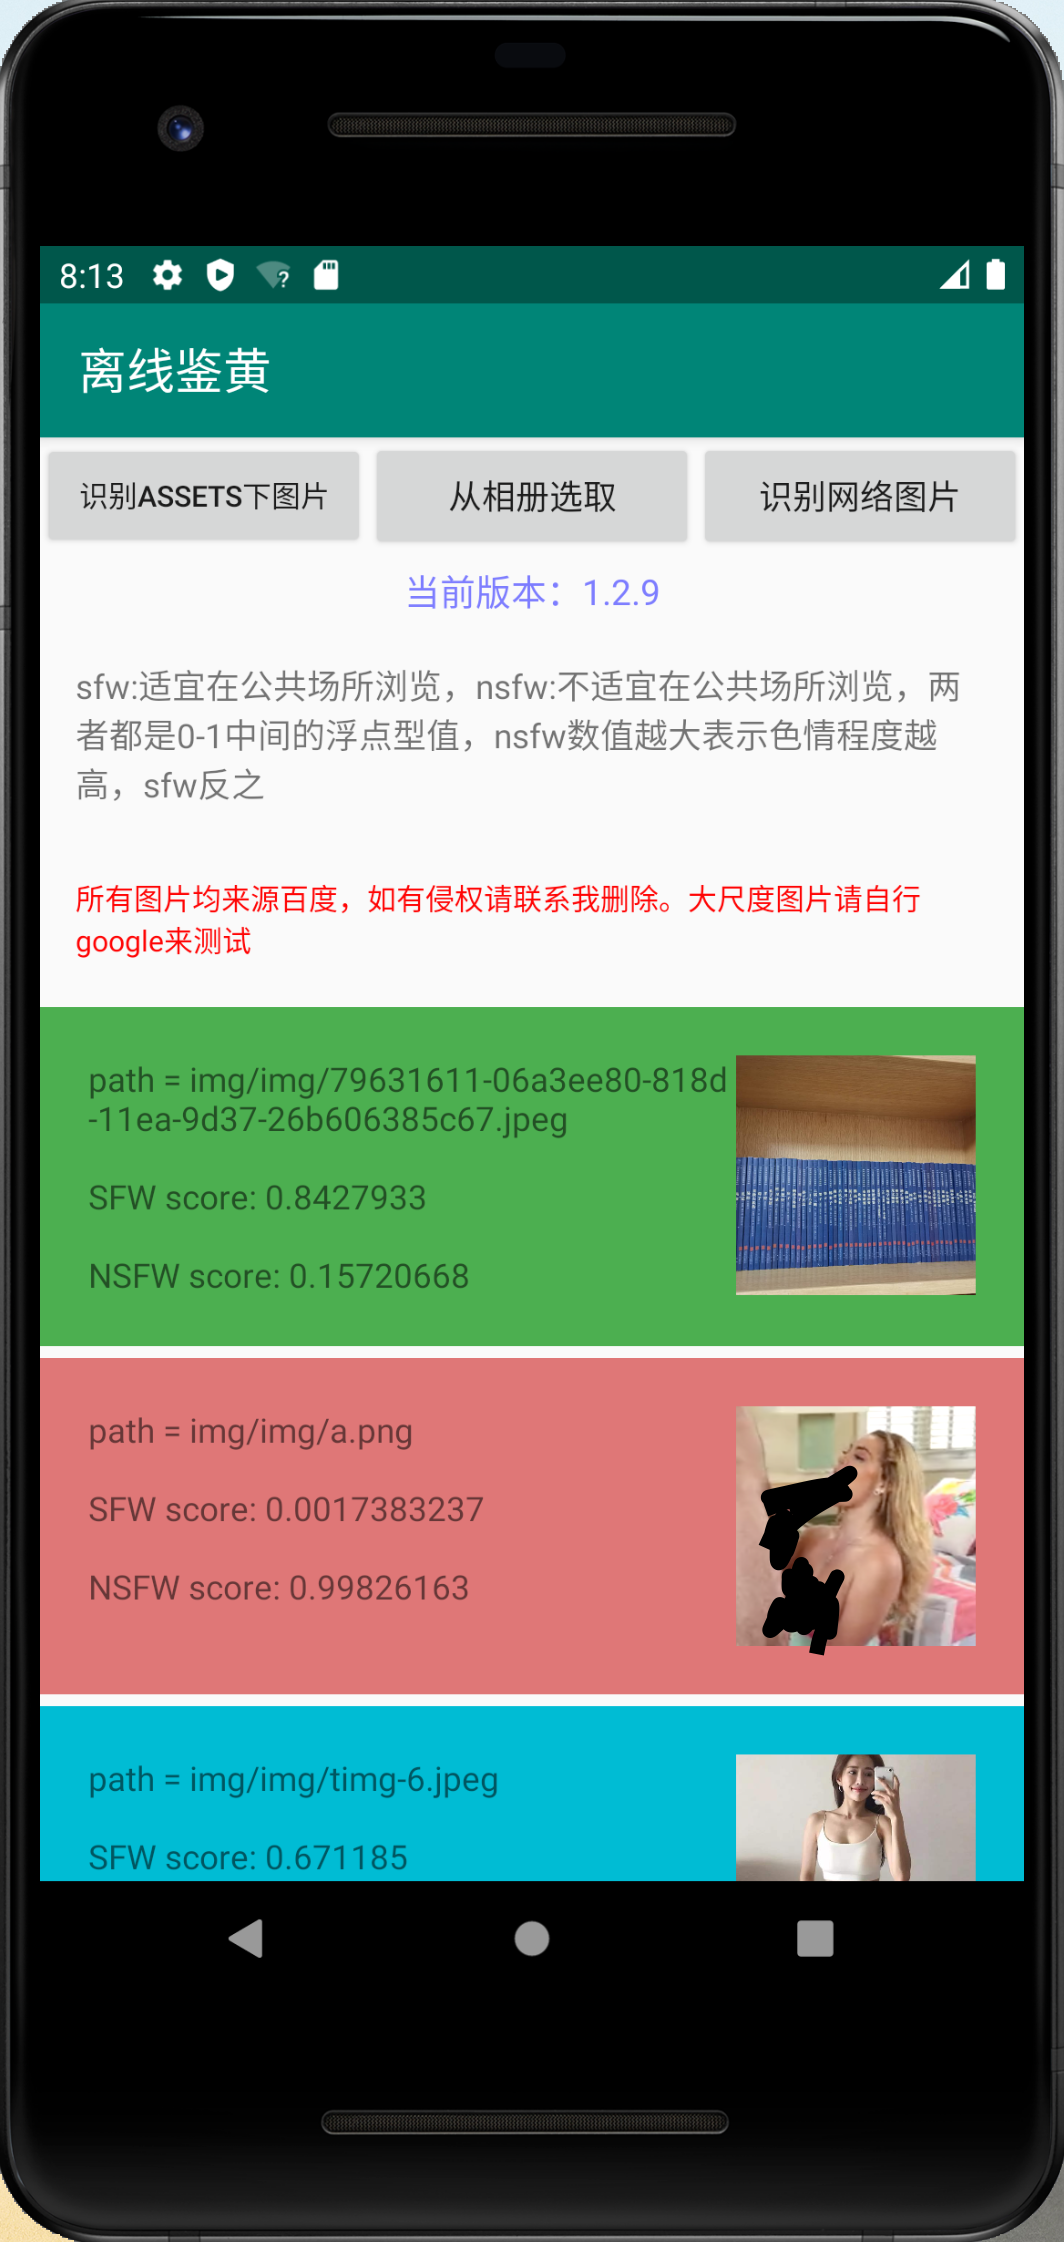 8:13
离线鉴黄
识别ASSETS下图片
从相册选取
识别网络图片
当前版本：1.2.9
sfw:适宜在公共场所浏览，nsfw:不适宜在公共场所浏览，两
者都是0-1中间的浮点型值，nsfw数值越大表示色情程度越
高，sfw反之
所有图片均来源百度，如有侵权请联系我删除。大尺度图片请自行
google来测试
path = img/img/79631611-06a3ee80-818d
-11ea-9d37-26b606385c67.jpeg
SFW score: 0.8427933
NSFW score: 0.15720668
path = img/img/a.png
SFW score: 0.0017383237
NSFW score: 0.99826163
path = img/img/timg-6.jpeg
SFW score: 0.671185